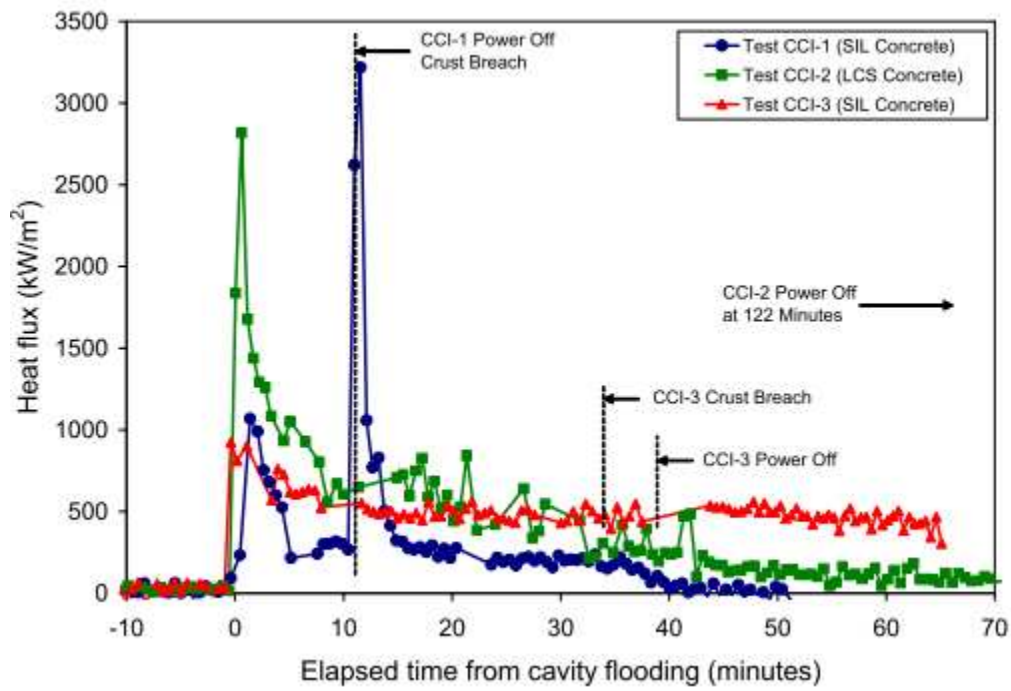 3500
3000
2500
2000
1500
1000
500
0
Heat flux (kW/m²)
CCI-1 Power Off
Crust Breach
Test CCI-1 (SIL Concrete)
Test CCI-2 (LCS Concrete)
Test CCI-3 (SIL Concrete)
CCI-2 Power Off
at 122 Minutes
CCI-3 Crust Breach
CCI-3 Power Off
-10 0 10 20 30 40 50 60 70
Elapsed time from cavity flooding (minutes)